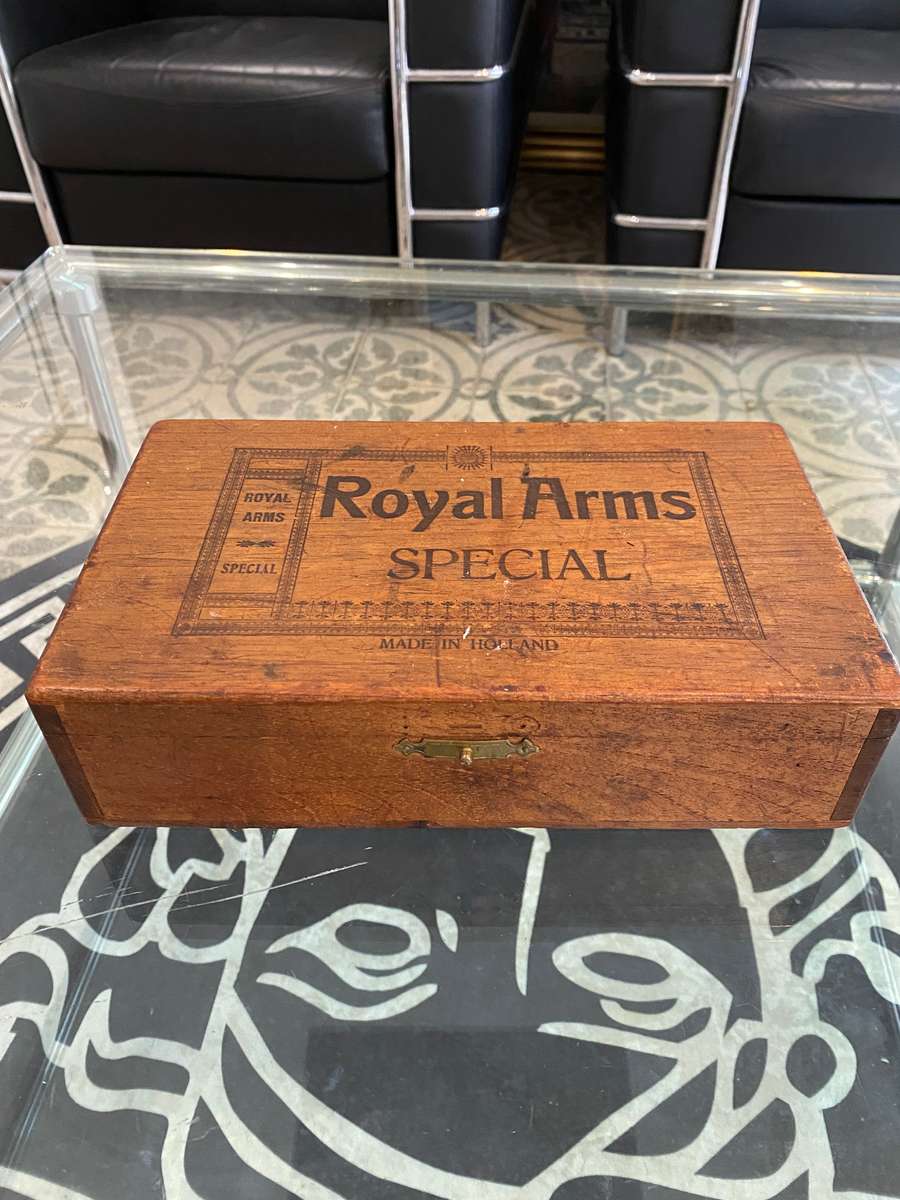 ROYAL
ARMS
SPECIAL
Royal Arms
SPECIAL
MADE IN HOLLAND